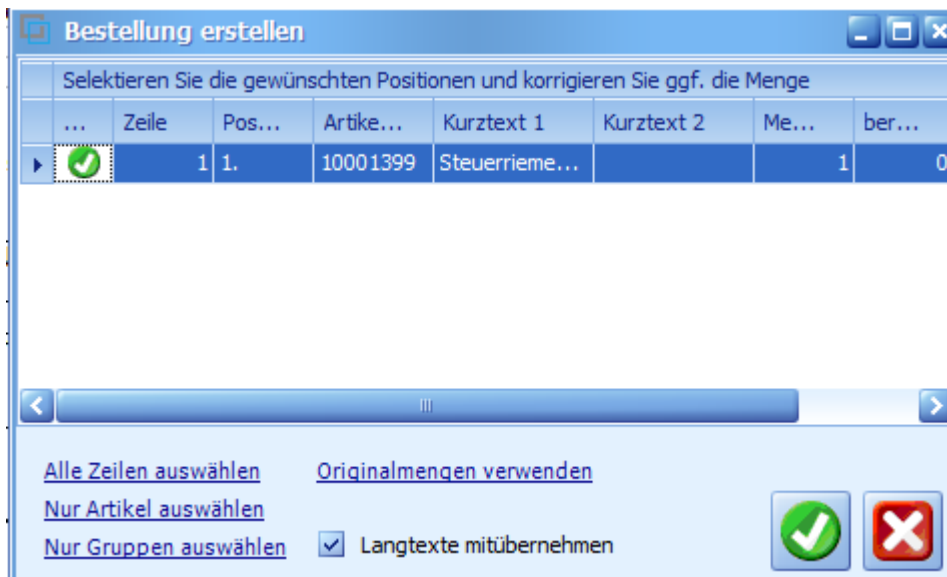 Bestellung erstellen
Selektieren Sie die gewünschten Positionen und korrigieren Sie ggf. die Menge
... Zeile Pos... Artike... Kurztext 1 Kurztext 2 Me... ber...
1 1. 10001399 Steuerrieme... 1 0
Alle Zeilen auswählen Originalmengen verwenden
Nur Artikel auswählen
Nur Gruppen auswählen Langtexte mitübernehmen